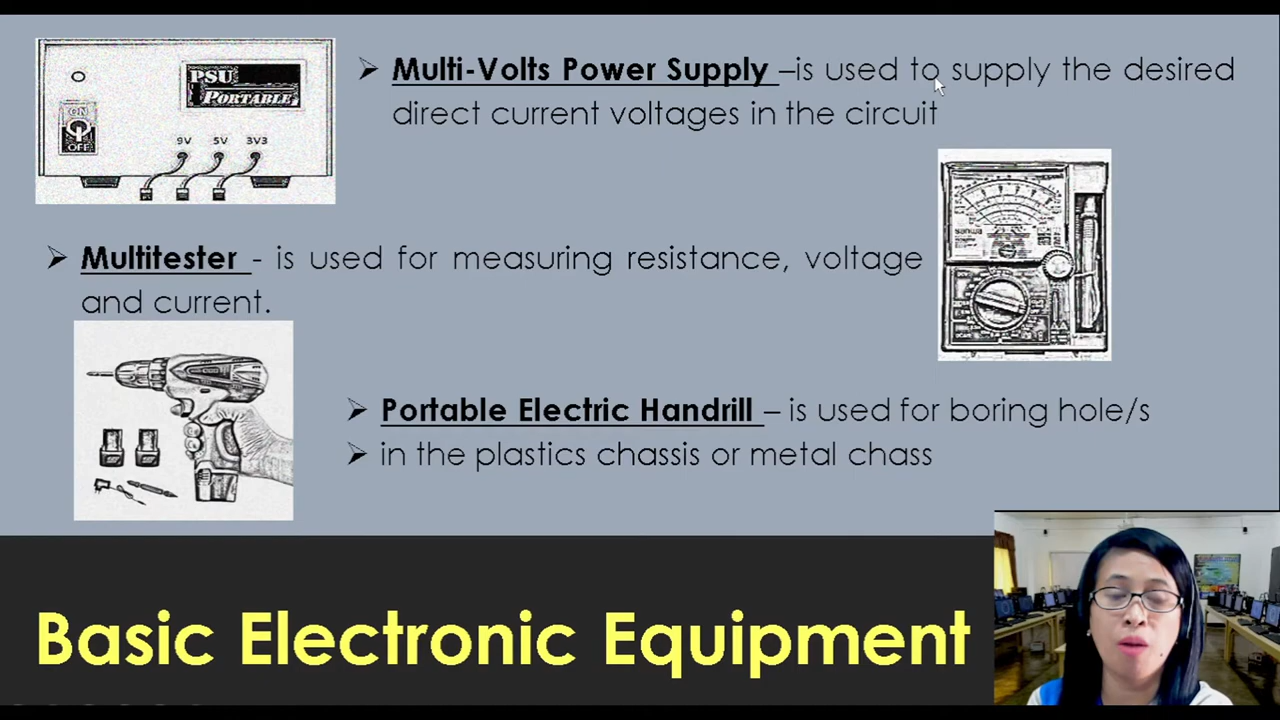 PSU
PORTABLE
ON
OFF
9V 5V 3V3
➢ Multi-Volts Power Supply –is used to supply the desired
direct current voltages in the circuit
➢ Multitester - is used for measuring resistance, voltage
and current.
sanwa
➢ Portable Electric Handrill – is used for boring hole/s
➢ in the plastics chassis or metal chass
Basic Electronic Equipment